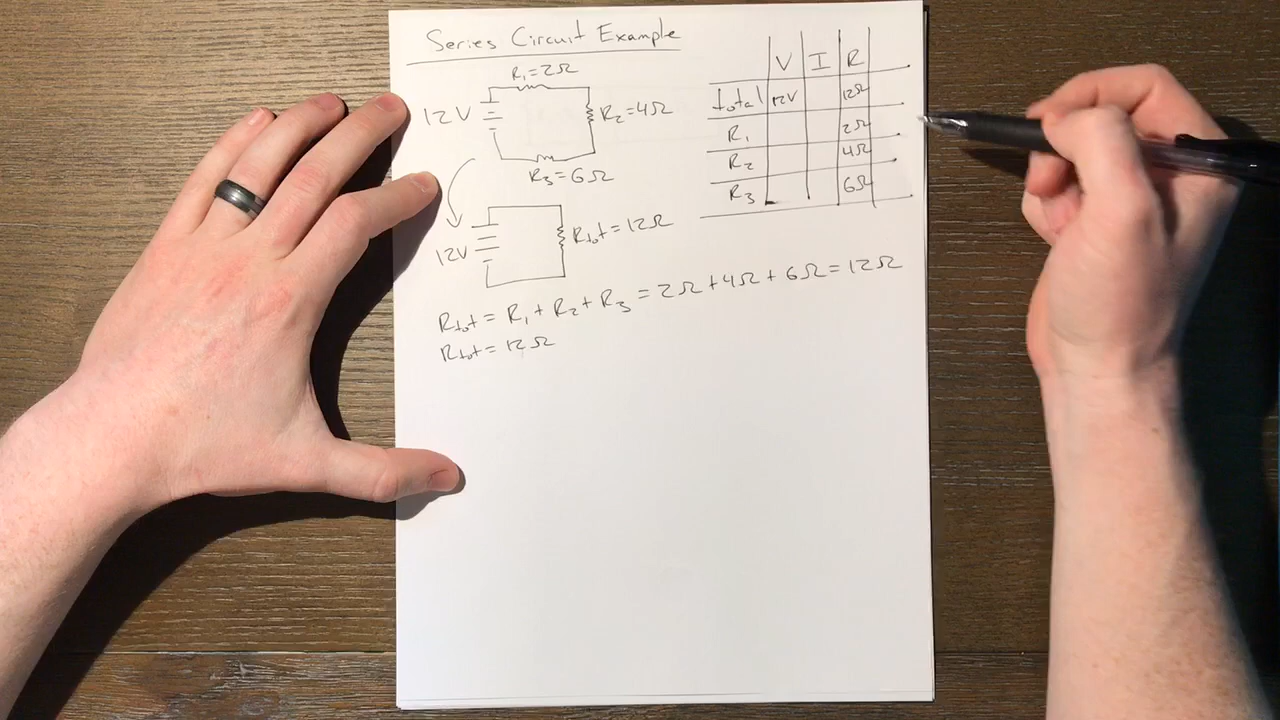 Series Circuit Example
R₁=2Ω
12V
R₂=4Ω
R₃=6Ω
12V
Rtot=12Ω
V I R
total 12V 12Ω
R₁ 2Ω
R₂ 4Ω
R₃ 6Ω
Rtot = R₁ + R₂ + R₃ = 2Ω+4Ω+6Ω=12Ω
Rtot = 12Ω